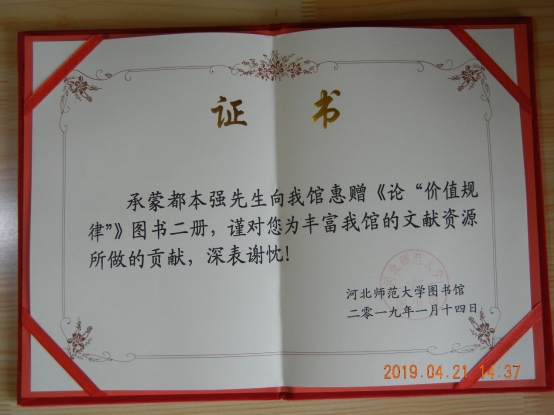 证 书
承蒙都本强先生向我馆惠赠《论“价值规
律”》图书二册，谨对您为丰富我馆的文献资源
所做的贡献，深表谢忱！
河北师范大学图书馆
二零一九年一月十四日
2019.04.21 14:37